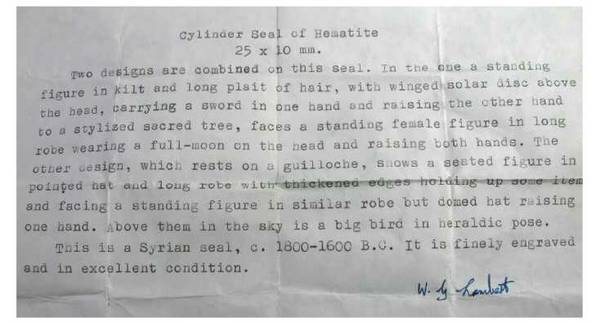 Cylinder Seal of Hematite
25 x 10 mm.
Two designs are combined on this seal. In the one a standing
figure in kilt and long plait of hair, with winged solar disc above
the head, carrying a sword in one hand and raising the other hand
to a stylized sacred tree, faces a standing female figure in long
robe wearing a full-moon on the head and raising both hands. The
other design, which rests on a guilloche, shows a seated figure in
pointed hat and long robe with thickened edges holding up some item
and facing a standing figure in similar robe but domed hat raising
one hand. Above them in the sky is a big bird in heraldic pose.
This is a Syrian seal, c. 1800-1600 B.C. It is finely engraved
and in excellent condition.
W. G. Lambert